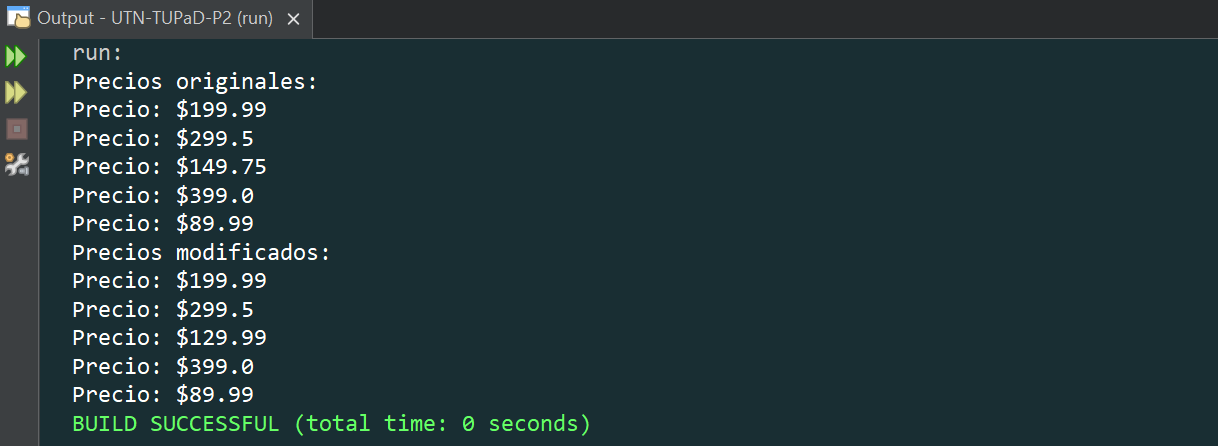 Output - UTN-TUPaD-P2 (run) ×
run:
Precios originales:
Precio: $199.99
Precio: $299.5
Precio: $149.75
Precio: $399.0
Precio: $89.99
Precios modificados:
Precio: $199.99
Precio: $299.5
Precio: $129.99
Precio: $399.0
Precio: $89.99
BUILD SUCCESSFUL (total time: 0 seconds)